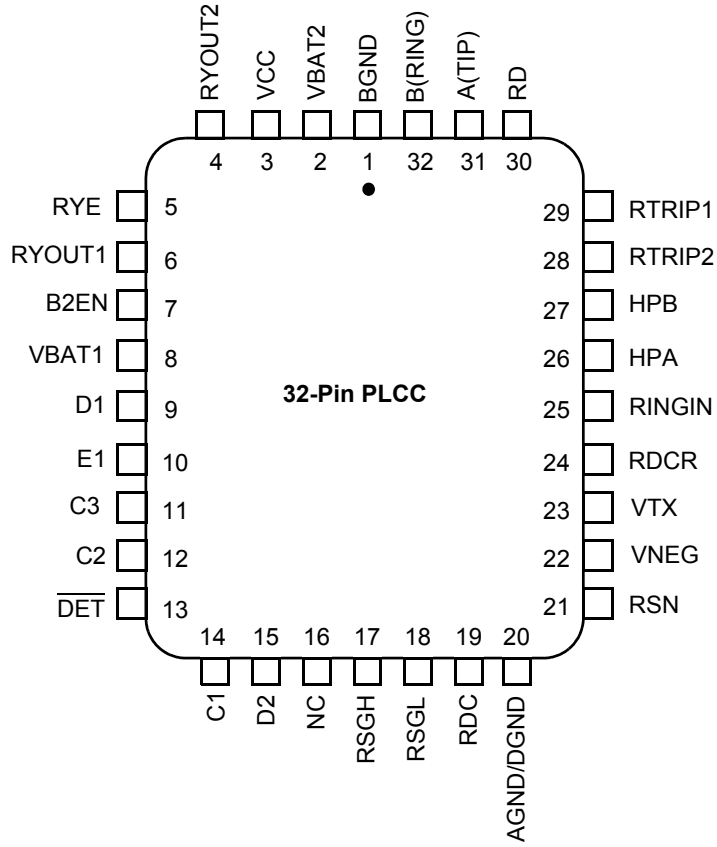 RYOUT2 VCC VBAT2 BGND B(RING) A(TIP) RD
4 3 2 1 32 31 30
RYE 5 29 RTRIP1
RYOUT1 6 28 RTRIP2
B2EN 7 27 HPB
VBAT1 8 26 HPA
32-Pin PLCC
D1 9 25 RINGIN
E1 10 24 RDCR
C3 11 23 VTX
C2 12 22 VNEG
DET 13 21 RSN
14 15 16 17 18 19 20
C1 D2 NC RSGH RSGL RDC AGND/DGND